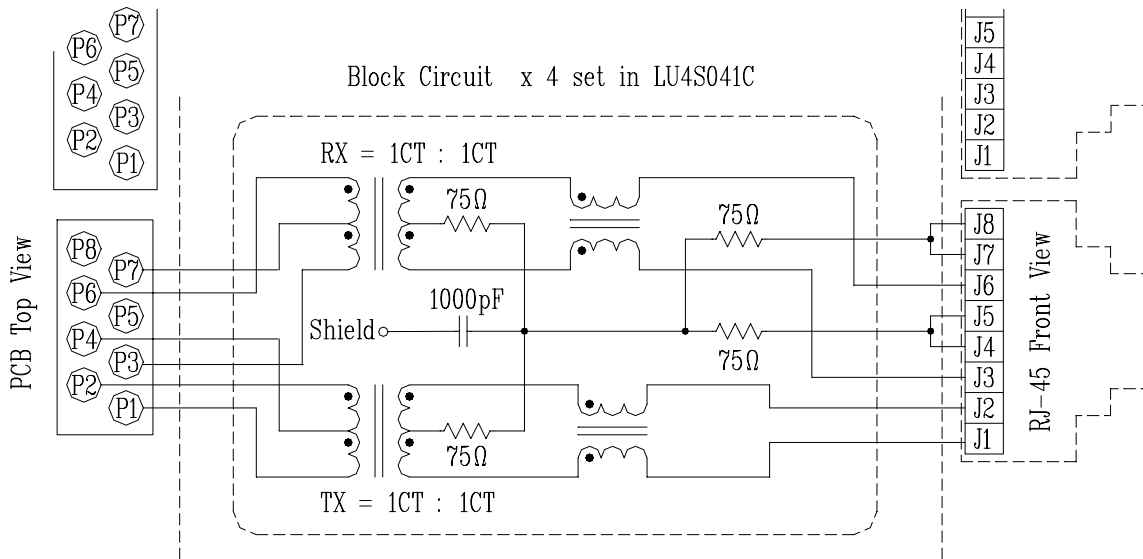 Block Circuit x 4 set in LU4S041C
P7
P6
P5
P4
P3
P2
P1
J5
J4
J3
J2
J1
RX = 1CT : 1CT
75Ω
75Ω
1000pF
Shield
75Ω
75Ω
TX = 1CT : 1CT
PCB Top View
P8
P7
P6
P5
P4
P3
P2
P1
J8
J7
J6
J5
J4
J3
J2
J1
RJ-45 Front View